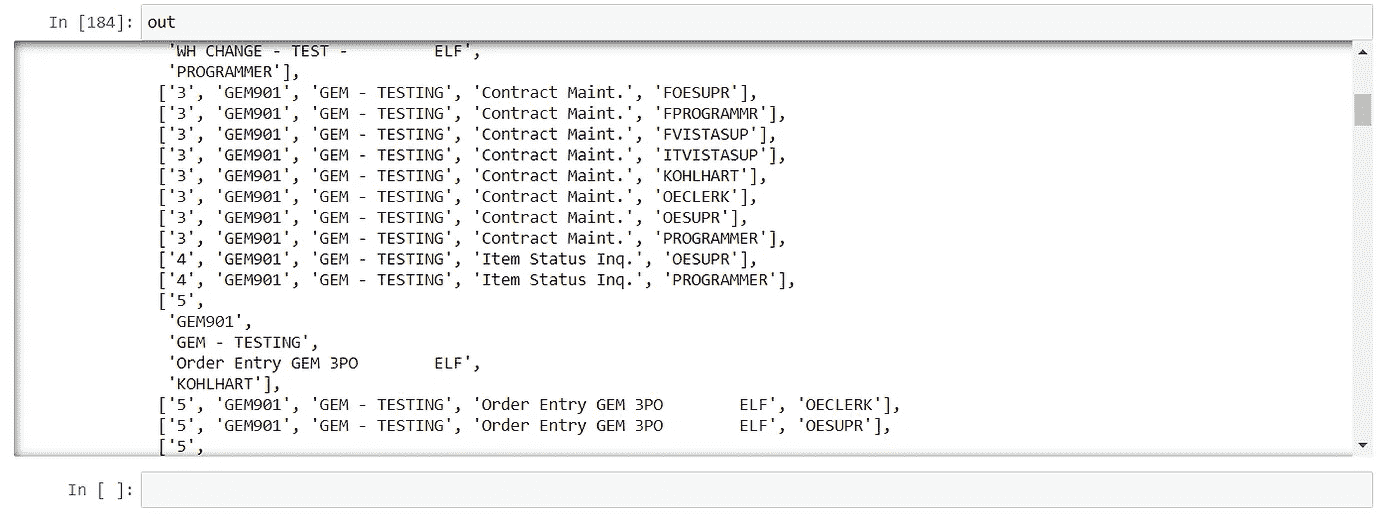 In [184]: out
'WH CHANGE - TEST -         ELF',
'PROGRAMMER'],
['3', 'GEM901', 'GEM - TESTING', 'Contract Maint.', 'FOESUPR'],
['3', 'GEM901', 'GEM - TESTING', 'Contract Maint.', 'FPROGRAMMR'],
['3', 'GEM901', 'GEM - TESTING', 'Contract Maint.', 'FVISTASUP'],
['3', 'GEM901', 'GEM - TESTING', 'Contract Maint.', 'ITVISTASUP'],
['3', 'GEM901', 'GEM - TESTING', 'Contract Maint.', 'KOHLHART'],
['3', 'GEM901', 'GEM - TESTING', 'Contract Maint.', 'OECLERK'],
['3', 'GEM901', 'GEM - TESTING', 'Contract Maint.', 'OESUPR'],
['3', 'GEM901', 'GEM - TESTING', 'Contract Maint.', 'PROGRAMMER'],
['4', 'GEM901', 'GEM - TESTING', 'Item Status Inq.', 'OESUPR'],
['4', 'GEM901', 'GEM - TESTING', 'Item Status Inq.', 'PROGRAMMER'],
['5',
'GEM901',
'GEM - TESTING',
'Order Entry GEM 3PO        ELF',
'KOHLHART'],
['5', 'GEM901', 'GEM - TESTING', 'Order Entry GEM 3PO        ELF', 'OECLERK'],
['5', 'GEM901', 'GEM - TESTING', 'Order Entry GEM 3PO        ELF', 'OESUPR'],
['5',
In [ ]: